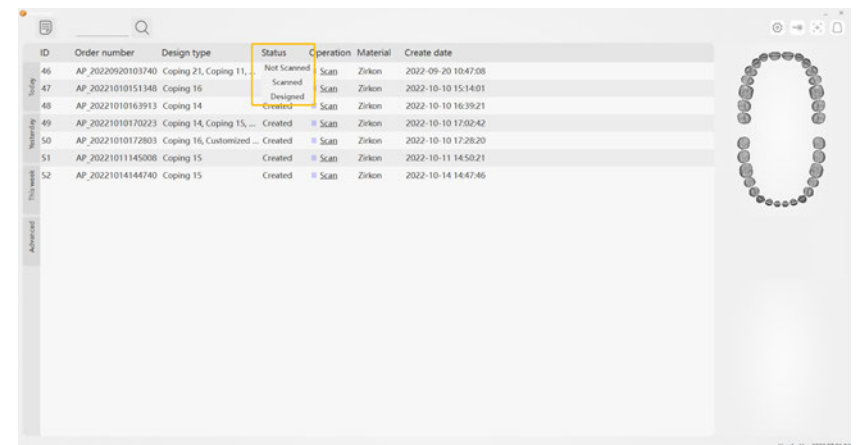 ID Order number Design type Status Operation Material Create date
46 AP_20220920103740 Coping 21, Coping 11, ... Scan Zirkon 2022-09-20 10:47:08
Not Scanned
Scanned
Designed
47 AP_20221010151348 Coping 16 Scan Zirkon 2022-10-10 15:14:01
48 AP_20221010163913 Coping 14 Created Scan Zirkon 2022-10-10 16:39:21
49 AP_20221010170223 Coping 14, Coping 15, ... Created Scan Zirkon 2022-10-10 17:02:42
50 AP_20221010172803 Coping 16, Customized ... Created Scan Zirkon 2022-10-10 17:28:20
51 AP_20221011145008 Coping 15 Created Scan Zirkon 2022-10-11 14:50:21
52 AP_20221014144740 Coping 15 Created Scan Zirkon 2022-10-14 14:47:46
Today
Yesterday
This week
Advanced